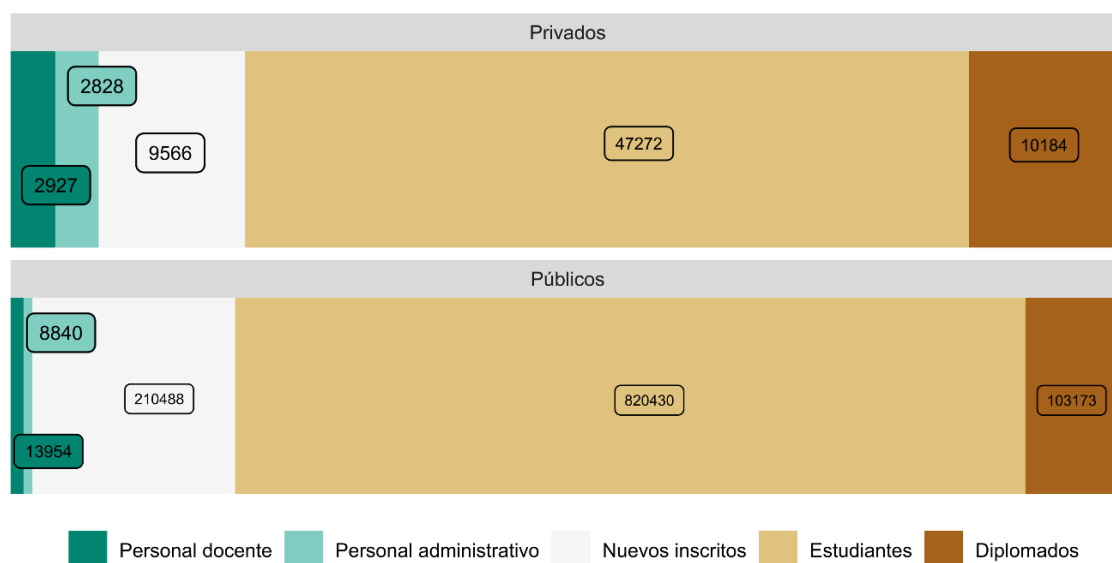 Privados
2828
9566
47272
10184
2927
Públicos
8840
210488
820430
103173
13954
Personal docente
Personal administrativo
Nuevos inscritos
Estudiantes
Diplomados